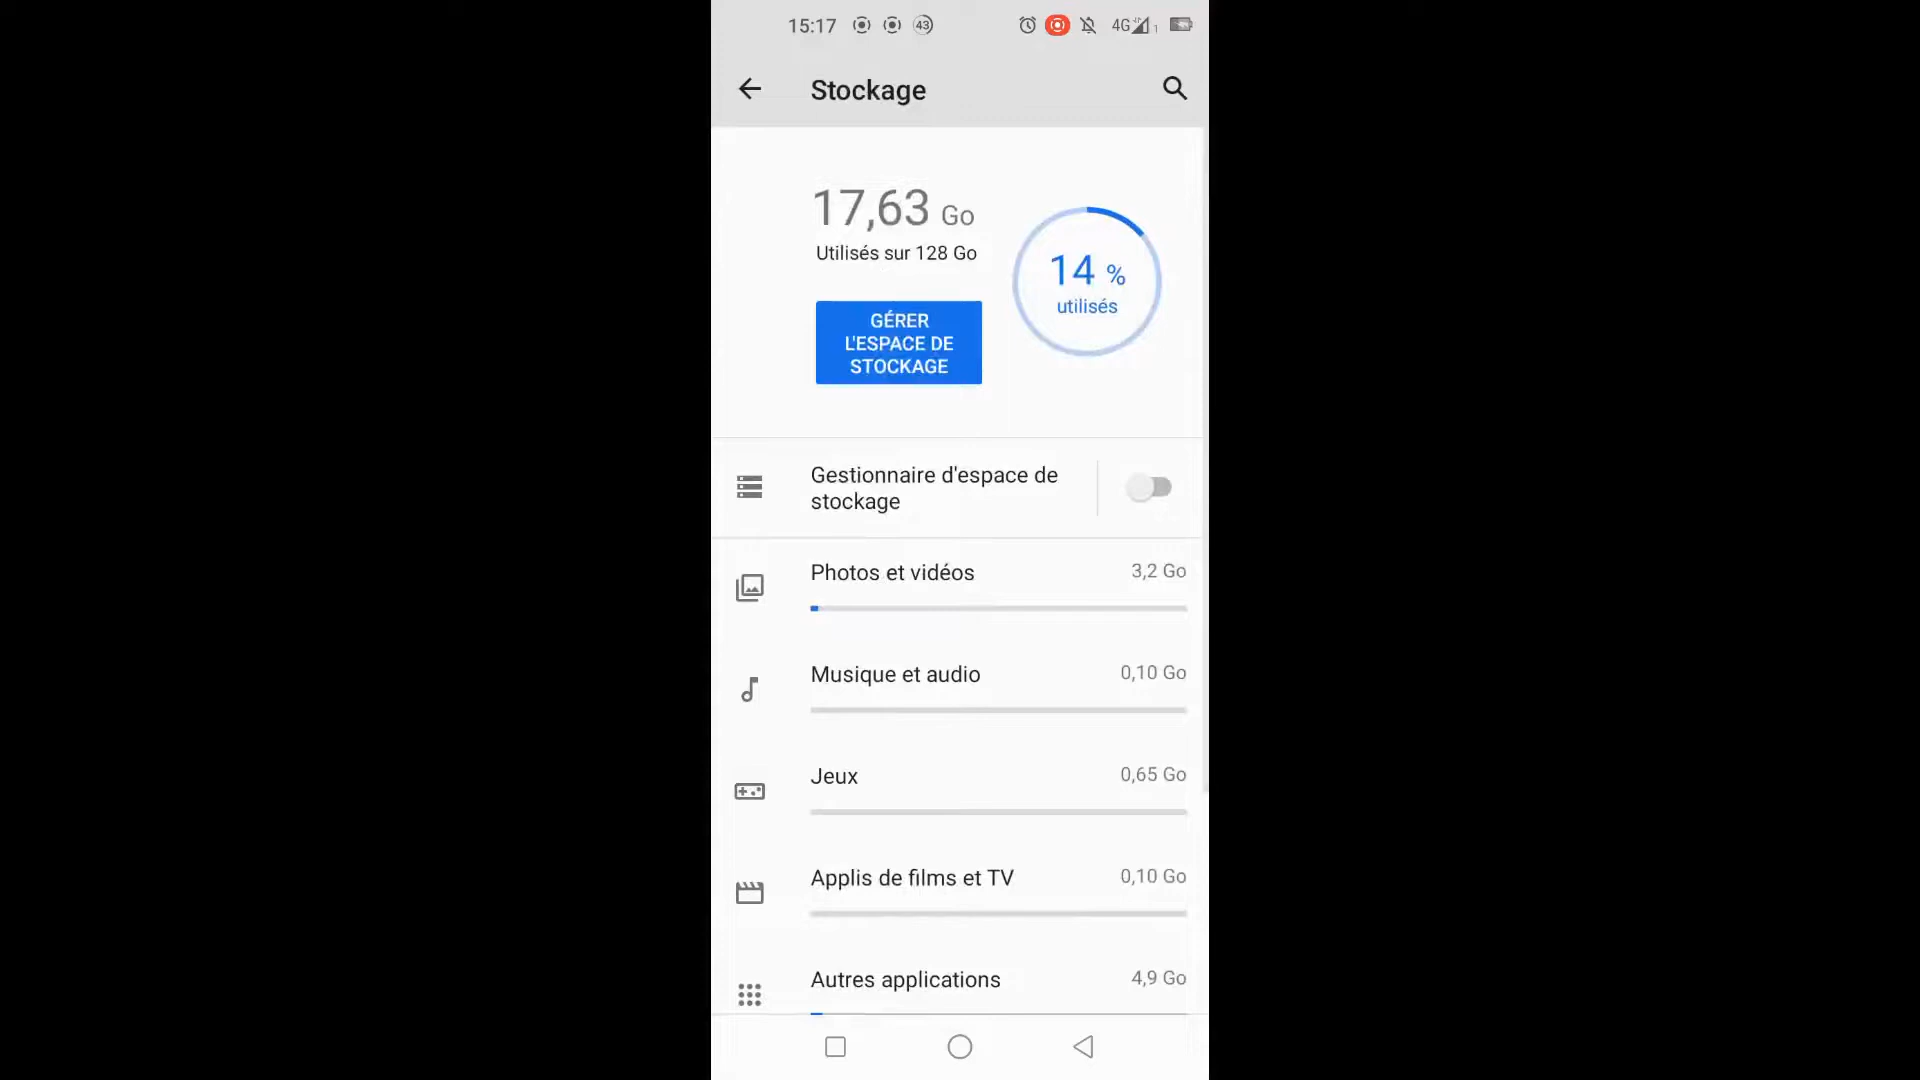 15:17 43 4G 1
Stockage
17,63 Go
Utilisés sur 128 Go
14 %
utilisés
GÉRER
L'ESPACE DE
STOCKAGE
Gestionnaire d'espace de
stockage
Photos et vidéos 3,2 Go
Musique et audio 0,10 Go
Jeux 0,65 Go
Applis de films et TV 0,10 Go
Autres applications 4,9 Go